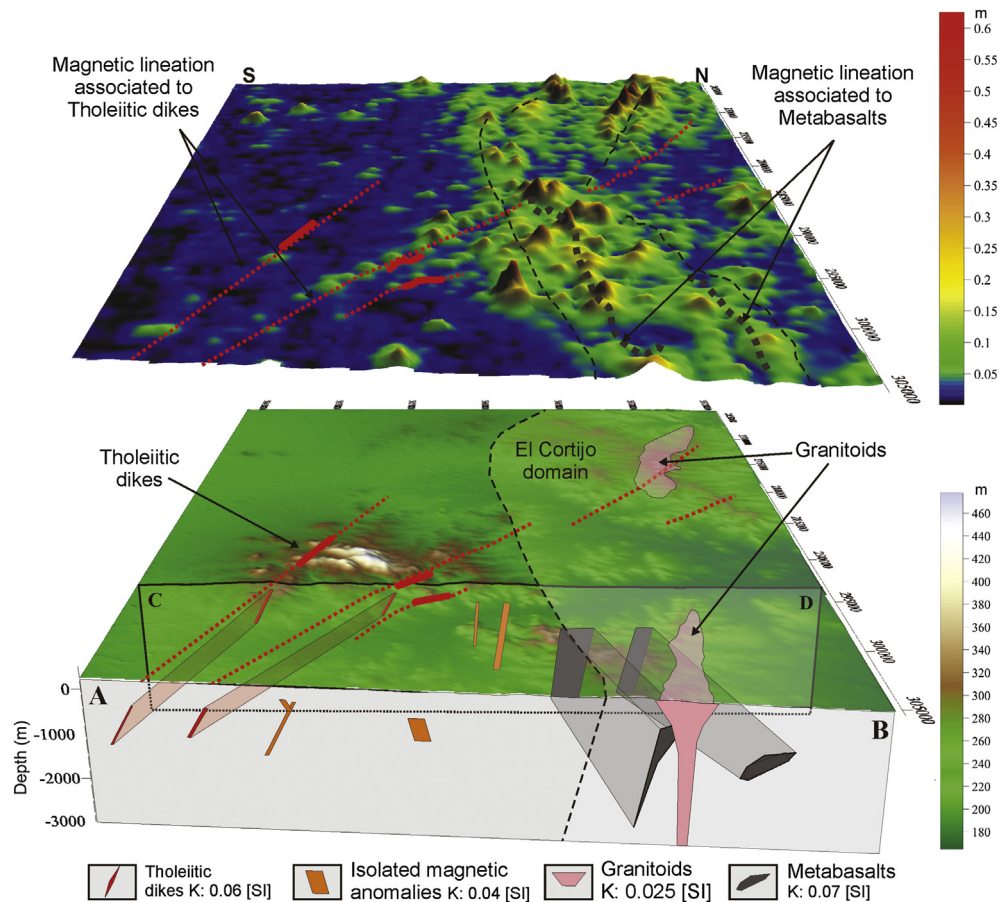 m
S
N
Magnetic lineation
associated to
Tholeiitic dikes
Magnetic lineation
associated to
Metabasalts
0.6
0.55
0.5
0.45
0.4
0.35
0.3
0.25
0.2
0.15
0.1
0.05
300000
305000
Tholeiitic
dikes
El Cortijo
domain
Granitoids
m
460
440
420
400
380
360
340
320
300
280
260
240
220
200
180
C
D
300000
305000
A
B
0
-1000
-2000
-3000
Depth (m)
Tholeiitic
dikes K: 0.06 [SI]
Isolated magnetic
anomalies K: 0.04 [SI]
Granitoids
K: 0.025 [SI]
Metabasalts
K: 0.07 [SI]